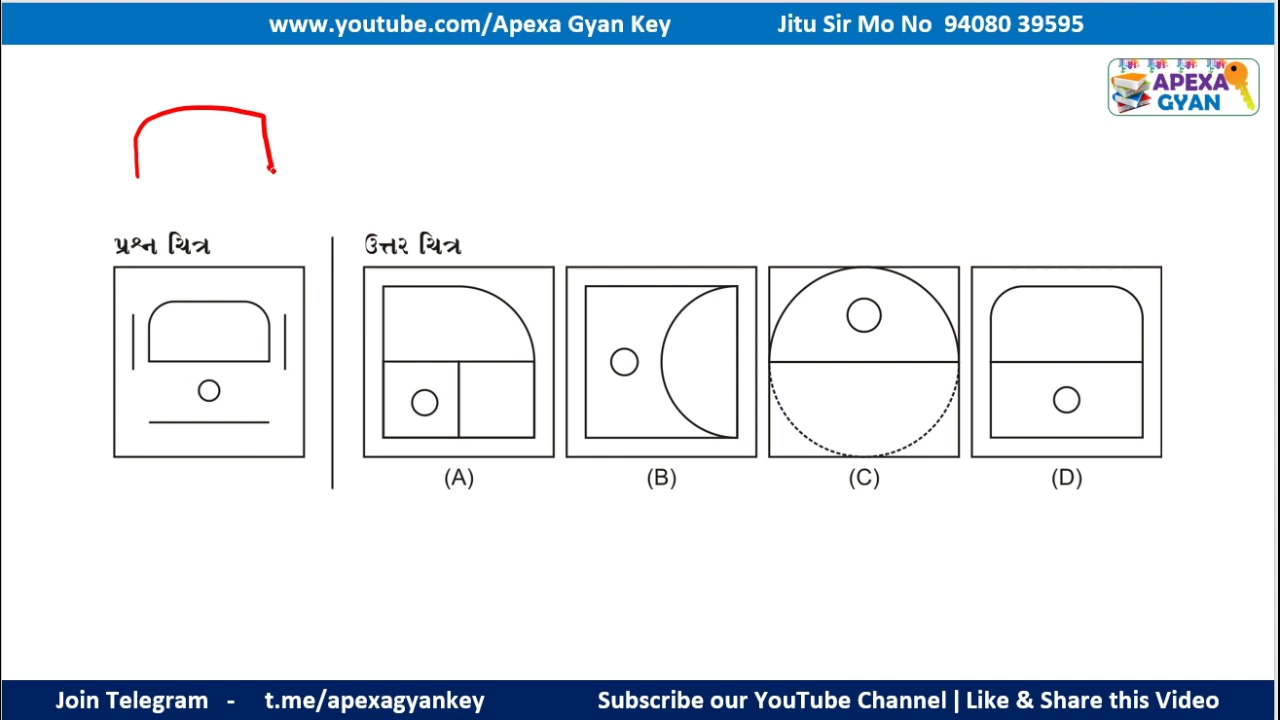 www.youtube.com/Apexa Gyan Key Jitu Sir Mo No 94080 39595
APEXA
GYAN
પ્રશ્ન ચિત્ર ઉત્તર ચિત્ર
(A) (B) (C) (D)
Join Telegram - t.me/apexagyankey Subscribe our YouTube Channel | Like & Share this Video